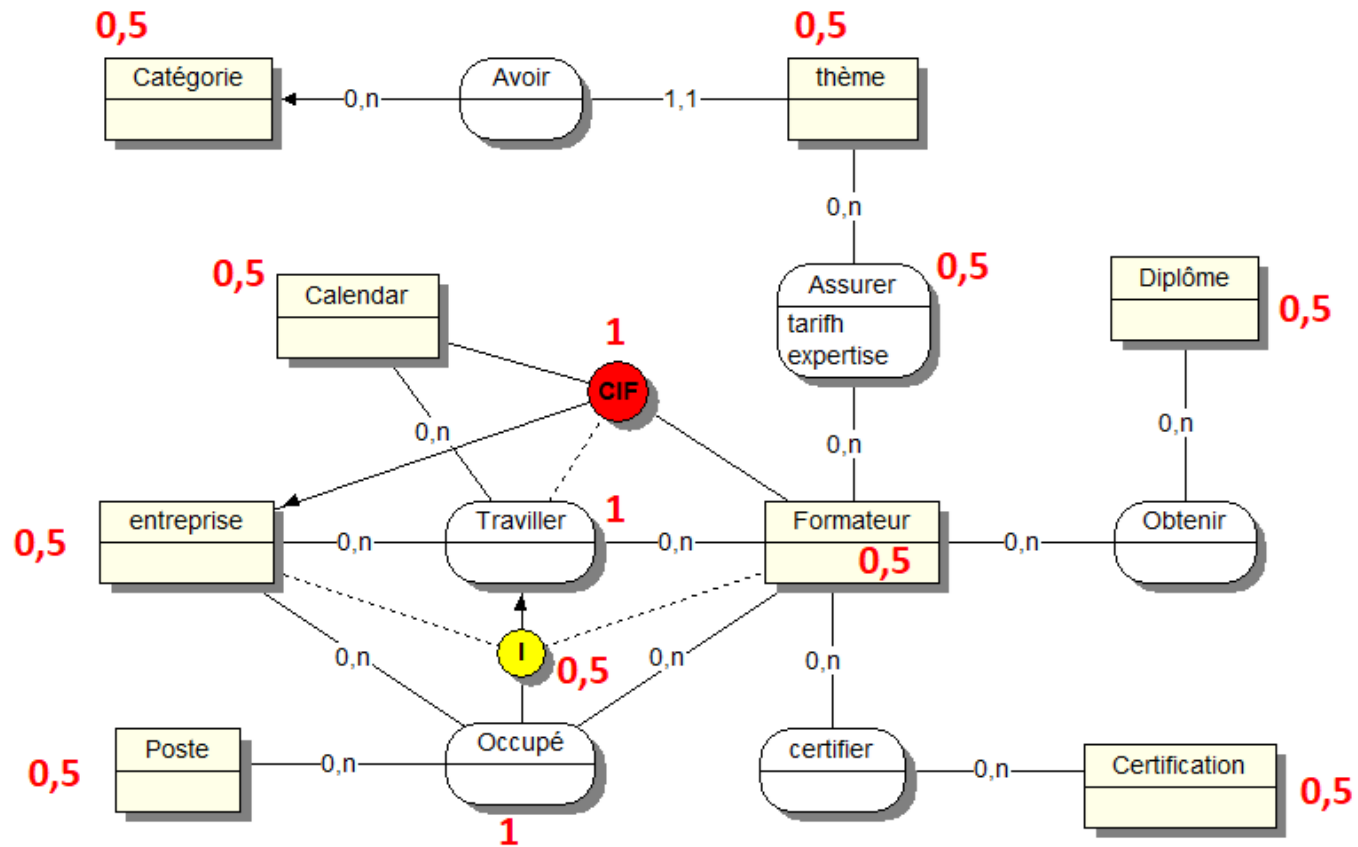 0,5
0,5
Catégorie
Avoir
thème
0,n
1,1
0,n
0,5
Calendar
0,5
Assurer
tarifh
expertise
Diplôme
0,5
1
CIF
0,n
0,n
0,n
0,5
entreprise
0,n
Traviller
1
0,n
Formateur
0,5
0,n
Obtenir
I
0,5
0,n
0,n
0,n
0,5
Poste
0,n
Occupé
1
certifier
0,n
Certification
0,5